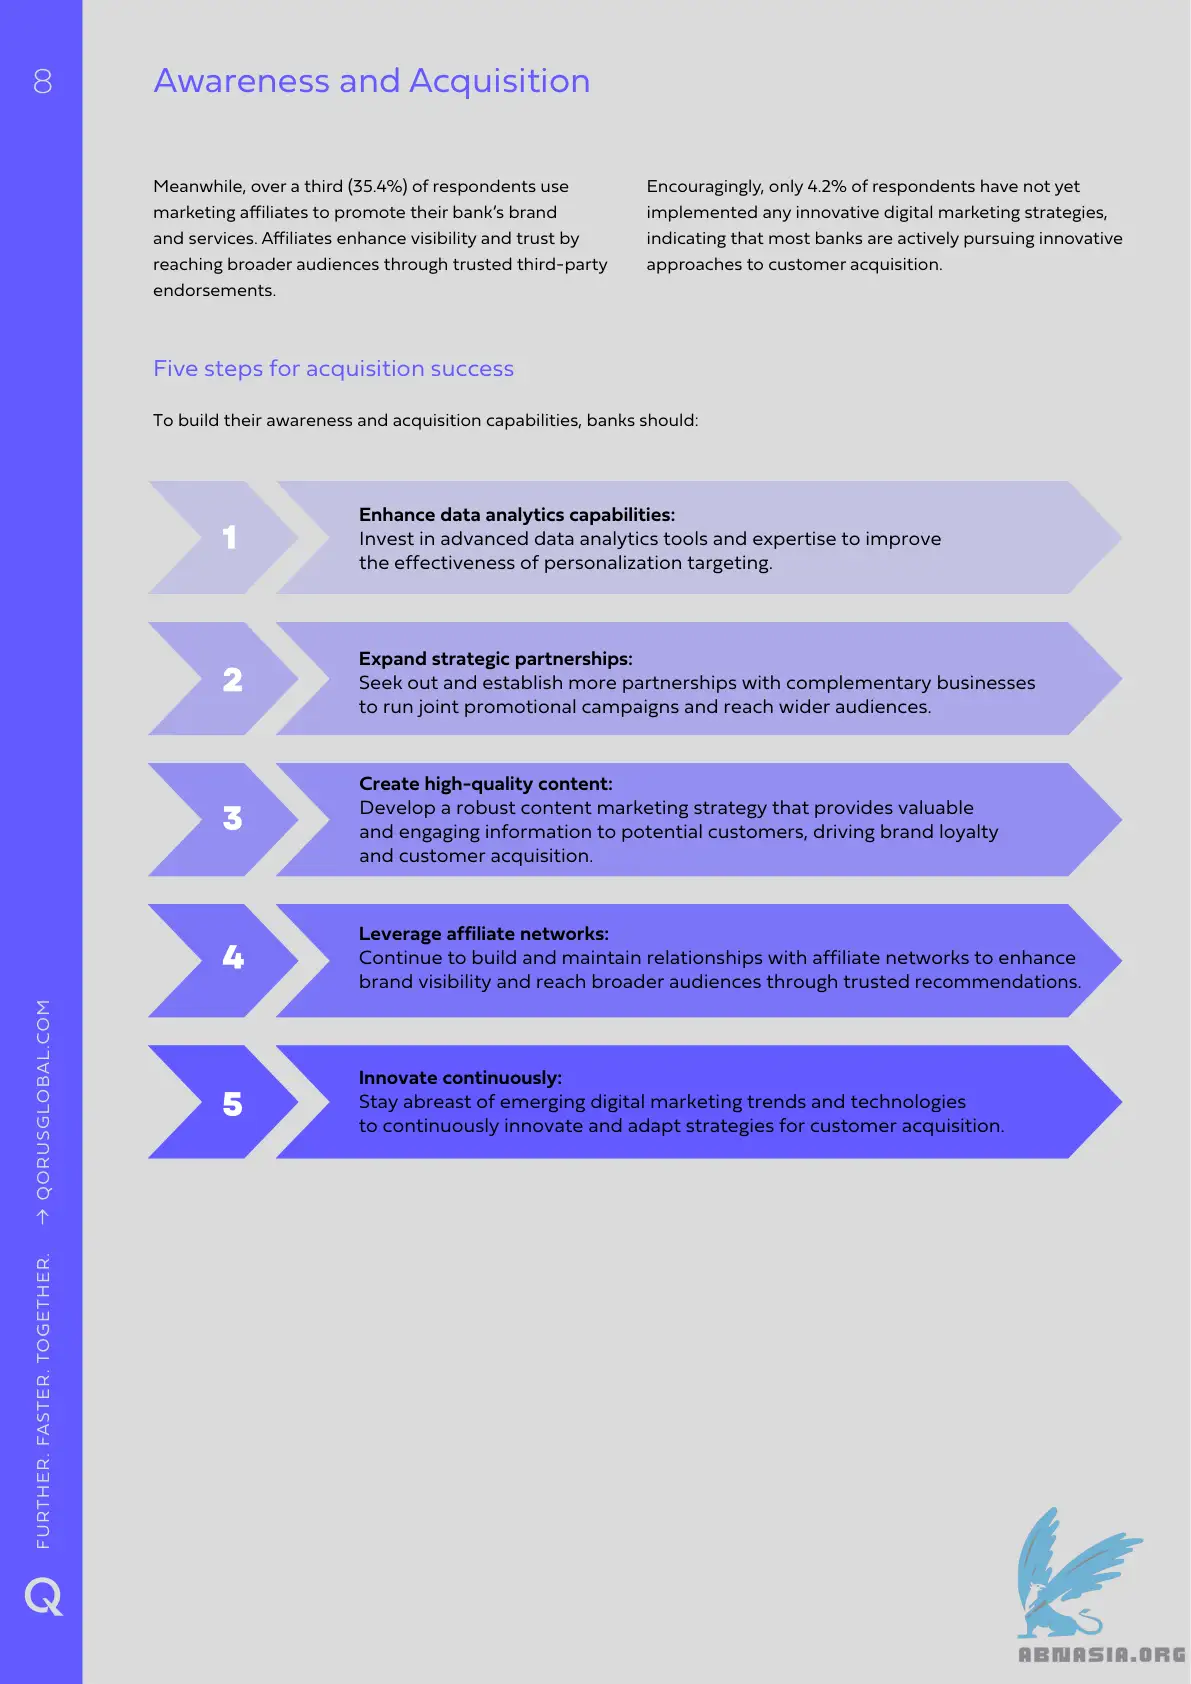 8
Awareness and Acquisition
Meanwhile, over a third (35.4%) of respondents use
marketing affiliates to promote their bank’s brand
and services. Affiliates enhance visibility and trust by
reaching broader audiences through trusted third-party
endorsements.
Encouragingly, only 4.2% of respondents have not yet
implemented any innovative digital marketing strategies,
indicating that most banks are actively pursuing innovative
approaches to customer acquisition.
Five steps for acquisition success
To build their awareness and acquisition capabilities, banks should:
1
Enhance data analytics capabilities:
Invest in advanced data analytics tools and expertise to improve
the effectiveness of personalization targeting.
2
Expand strategic partnerships:
Seek out and establish more partnerships with complementary businesses
to run joint promotional campaigns and reach wider audiences.
3
Create high-quality content:
Develop a robust content marketing strategy that provides valuable
and engaging information to potential customers, driving brand loyalty
and customer acquisition.
4
Leverage affiliate networks:
Continue to build and maintain relationships with affiliate networks to enhance
brand visibility and reach broader audiences through trusted recommendations.
5
Innovate continuously:
Stay abreast of emerging digital marketing trends and technologies
to continuously innovate and adapt strategies for customer acquisition.
Q FURTHER. FASTER. TOGETHER. → QORUSGLOBAL.COM
ABNASIA.ORG